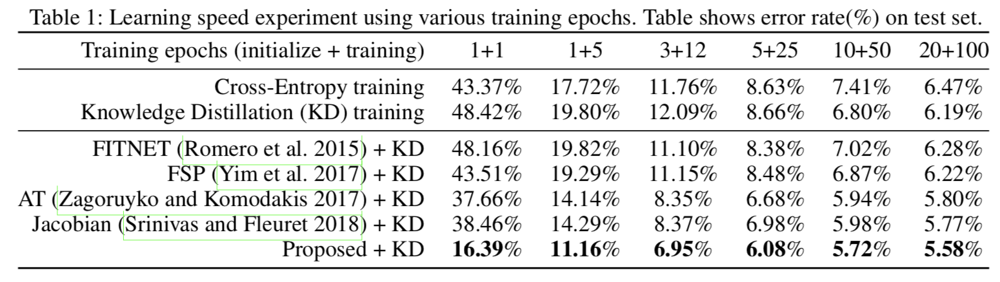 Table 1: Learning speed experiment using various training epochs. Table shows error rate(%) on test set.
Training epochs (initialize + training) 1+1 1+5 3+12 5+25 10+50 20+100
Cross-Entropy training 43.37% 17.72% 11.76% 8.63% 7.41% 6.47%
Knowledge Distillation (KD) training 48.42% 19.80% 12.09% 8.66% 6.80% 6.19%
FITNET (Romero et al. 2015) + KD 48.16% 19.82% 11.10% 8.38% 7.02% 6.28%
FSP (Yim et al. 2017) + KD 43.51% 19.29% 11.15% 8.48% 6.87% 6.22%
AT (Zagoruyko and Komodakis 2017) + KD 37.66% 14.14% 8.35% 6.68% 5.94% 5.80%
Jacobian (Srinivas and Fleuret 2018) + KD 38.46% 14.29% 8.37% 6.98% 5.98% 5.77%
Proposed + KD 16.39% 11.16% 6.95% 6.08% 5.72% 5.58%